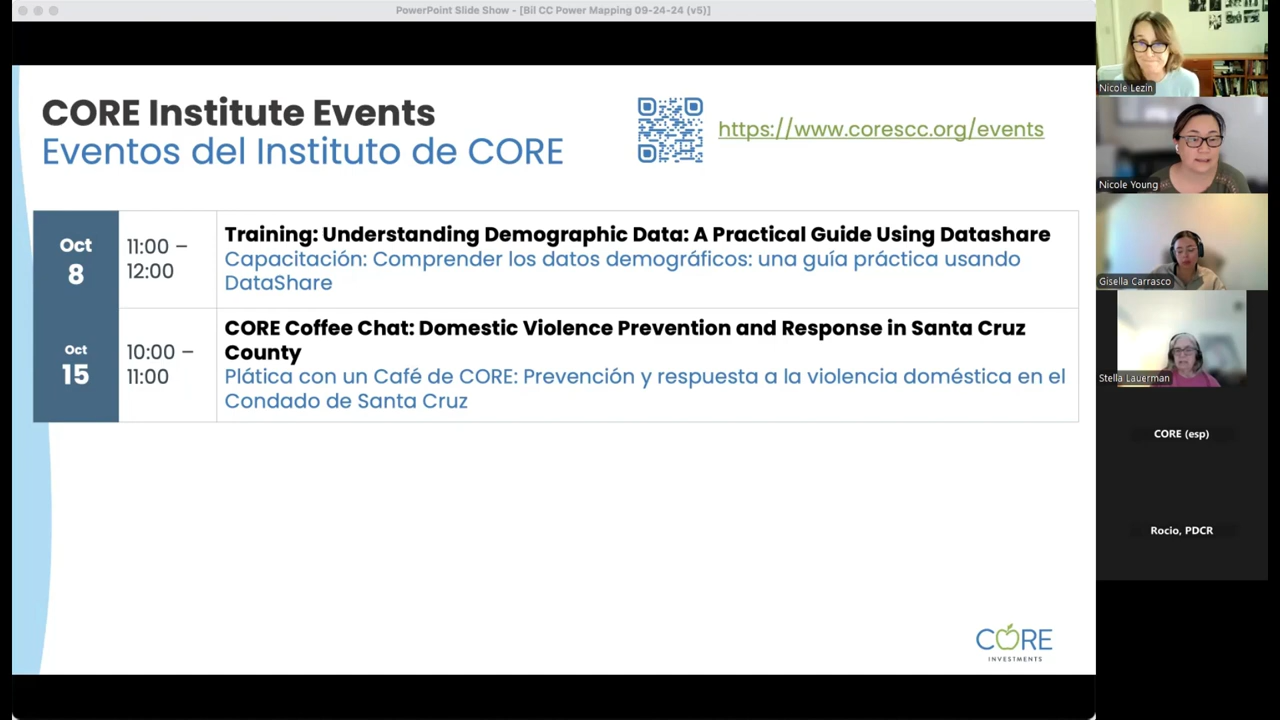 PowerPoint Slide Show - [Bil CC Power Mapping 09-24-24 (v5)]
CORE Institute Events
Eventos del Instituto de CORE
https://www.corescc.org/events
Oct
8
11:00 –
12:00
Training: Understanding Demographic Data: A Practical Guide Using Datashare
Capacitación: Comprender los datos demográficos: una guía práctica usando
DataShare
Oct
15
10:00 –
11:00
CORE Coffee Chat: Domestic Violence Prevention and Response in Santa Cruz
County
Plática con un Café de CORE: Prevención y respuesta a la violencia doméstica en el
Condado de Santa Cruz
CORE
INVESTMENTS
Nicole Lezin
Nicole Young
Gisella Carrasco
Stella Lauerman
CORE (esp)
Rocio, PDCR